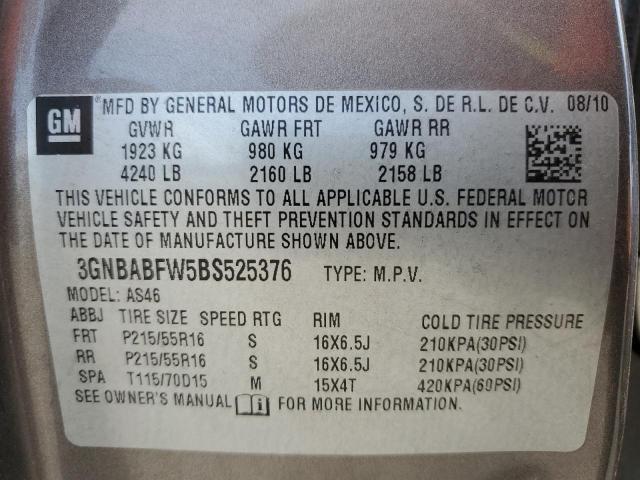 GM ®MFD BY GENERAL MOTORS DE MEXICO, S. DE R.L. DE C.V. 08/10
GVWR GAWR FRT GAWR RR
1923 KG 980 KG 979 KG
4240 LB 2160 LB 2158 LB
THIS VEHICLE CONFORMS TO ALL APPLICABLE U.S. FEDERAL MOTOR
VEHICLE SAFETY AND THEFT PREVENTION STANDARDS IN EFFECT ON
THE DATE OF MANUFACTURE SHOWN ABOVE.
3GNBABFW5BS525376 TYPE: M.P.V.
MODEL: AS46
ABBJ TIRE SIZE SPEED RTG RIM COLD TIRE PRESSURE
FRT P215/55R16 S 16X6.5J 210KPA(30PSI)
RR P215/55R16 S 16X6.5J 210KPA(30PSI)
SPA T115/70D15 M 15X4T 420KPA(60PSI)
SEE OWNER'S MANUAL i FOR MORE INFORMATION.